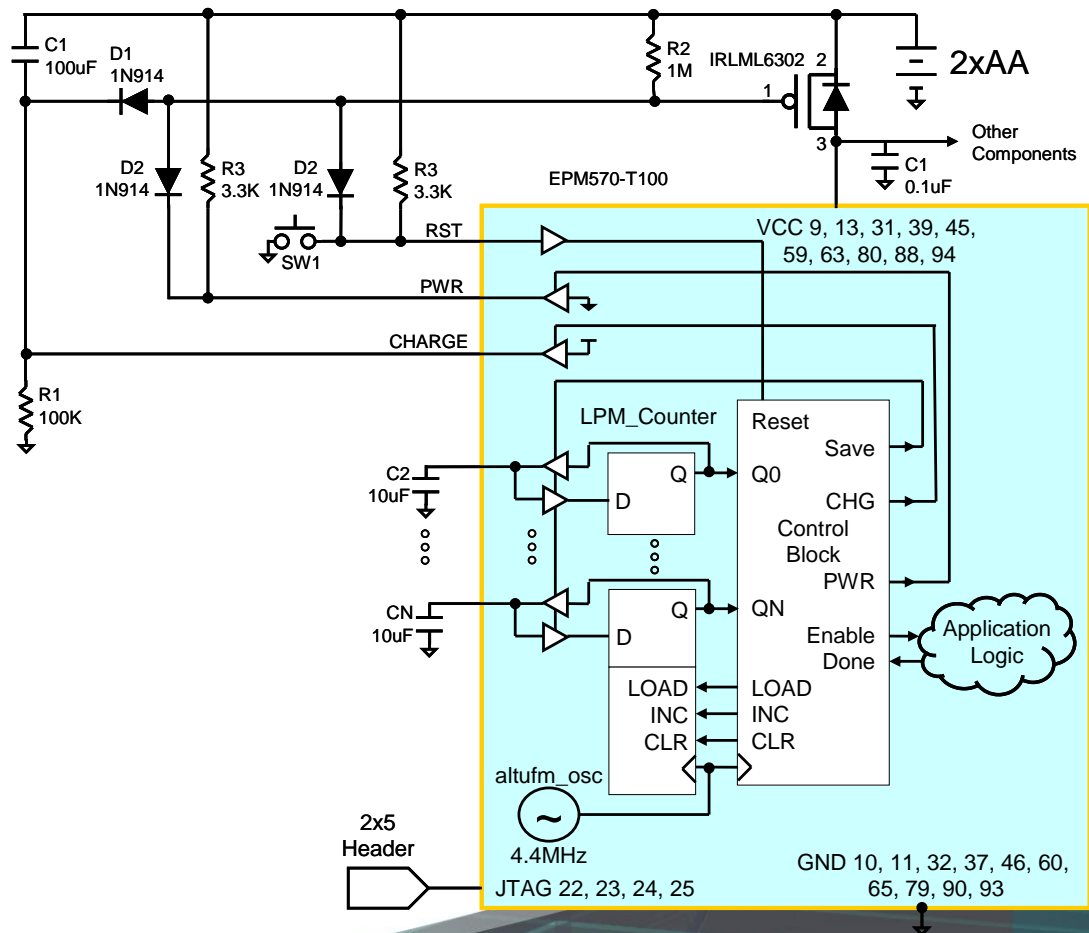 C1
100uF
D1
1N914
R2
1M
IRLML6302
2
1
3
2xAA
Other
Components
C1
0.1uF
D2
1N914
R3
3.3K
D2
1N914
R3
3.3K
EPM570-T100
SW1
RST
PWR
CHARGE
R1
100K
VCC 9, 13, 31, 39, 45,
59, 63, 80, 88, 94
LPM_Counter
Reset
Save
Q
Q0
D
CHG
Control
Block
PWR
C2
10uF
Q
QN
D
CN
10uF
Enable
Done
Application
Logic
LOAD
LOAD
INC
INC
CLR
CLR
altufm_osc
~
4.4MHz
2x5
Header
JTAG 22, 23, 24, 25
GND 10, 11, 32, 37, 46, 60,
65, 79, 90, 93